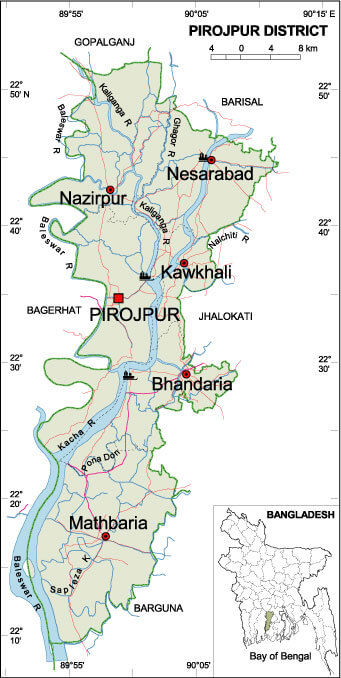 89°55'
90°05'
90°15' E
GOPALGANJ
PIROJPUR DISTRICT
4 0 4 8 km
22°
50' N
22°
50'
Kaliganga R
BARISAL
Baleswar R
Ghagor R
Nesarabad
Nazirpur
22°
40'
22°
40'
Kaliganga R
Nalchiti R
Baleswar R
Kawkhali
BAGERHAT
PIROJPUR
JHALOKATI
22°
30'
22°
30'
Bhandaria
Kacha R
Pona Don
22°
20'
22°
20'
Mathbaria
BANGLADESH
Sapleza K
Baleswar R
BARGUNA
22°
10'
Bay of Bengal
89°55'
90°05'